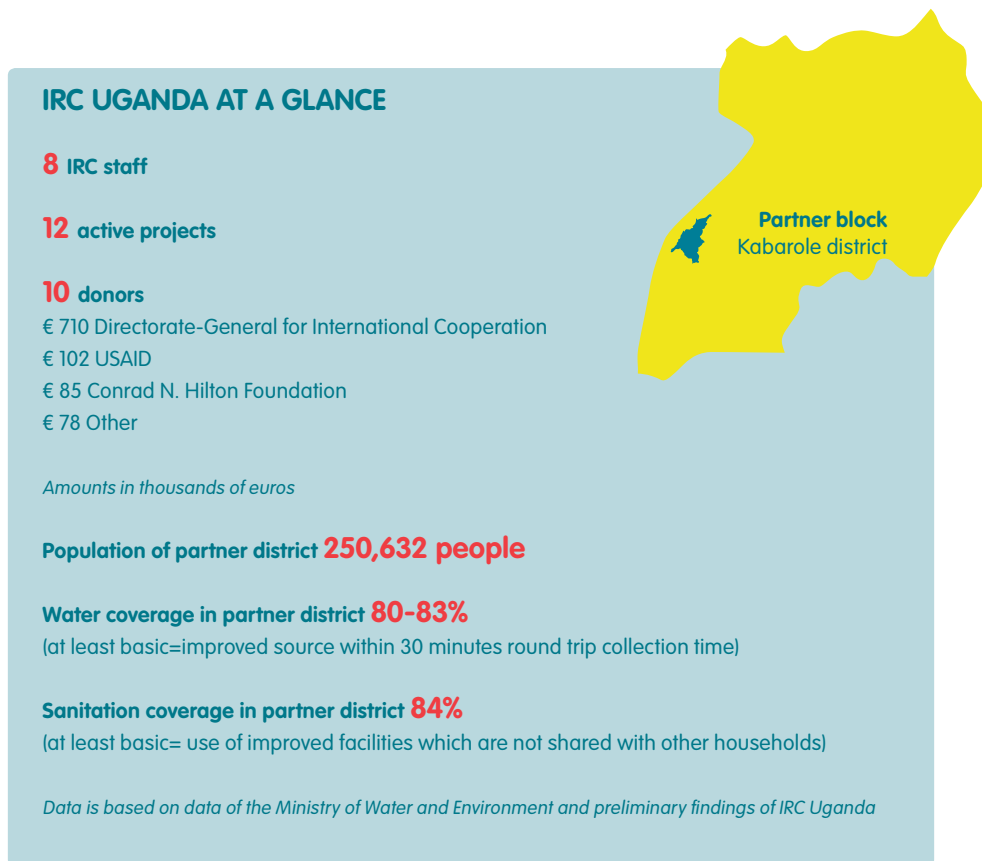 IRC UGANDA AT A GLANCE
8 IRC staff
12 active projects
10 donors
€ 710 Directorate-General for International Cooperation
€ 102 USAID
€ 85 Conrad N. Hilton Foundation
€ 78 Other
Amounts in thousands of euros
Population of partner district 250,632 people
Water coverage in partner district 80-83%
(at least basic=improved source within 30 minutes round trip collection time)
Sanitation coverage in partner district 84%
(at least basic= use of improved facilities which are not shared with other households)
Data is based on data of the Ministry of Water and Environment and preliminary findings of IRC Uganda
Partner block
Kabarole district